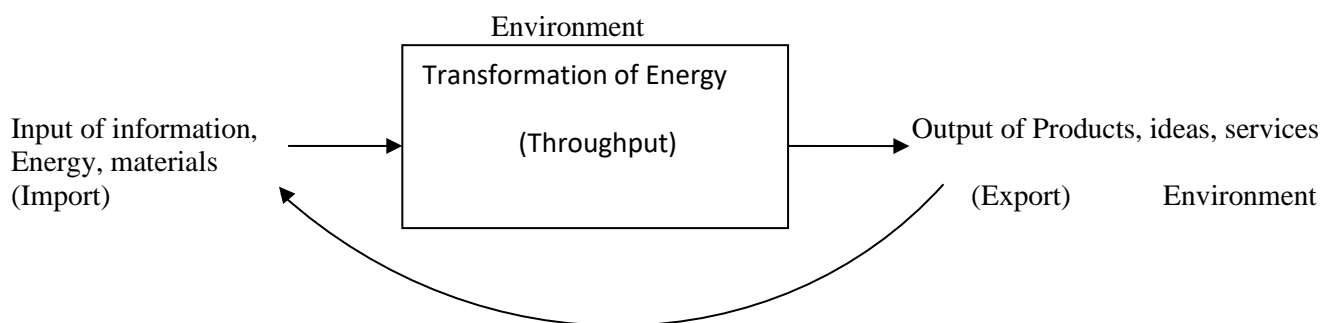 Environment
Transformation of Energy
(Throughput)
Input of information,
Energy, materials
(Import)
Output of Products, ideas, services
(Export) Environment